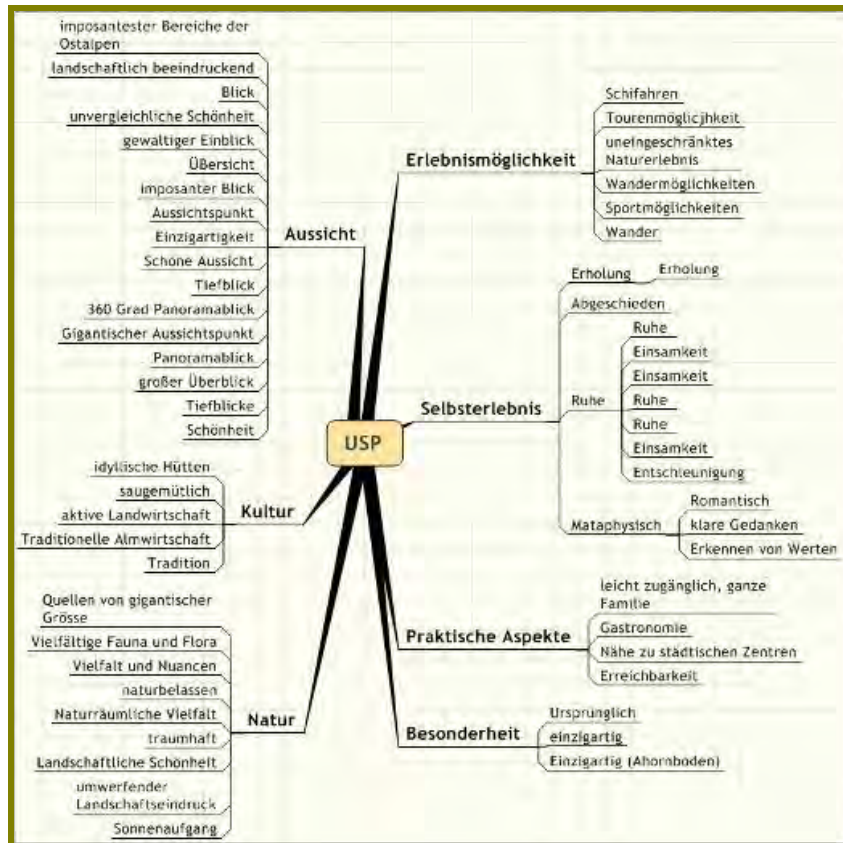 imposantester Bereiche der
Ostalpen
landschaftlich beeindruckend
Blick
unvergleichliche Schönheit
gewaltiger Einblick
Üßersicht
imposanter Blick
Aussichtspunkt
Einzigartigkeit
Schöne Aussicht
Tiefblick
360 Grad Panoramablick
Gigantischer Aussichtspunkt
Panoramablick
großer Überblick
Tiefblicke
Schönheit
Aussicht
idyllische Hütten
saugemütlich
aktive Landwirtschaft
Traditionelle Almwirtschaft
Tradition
Kultur
Quellen von gigantischer
Grösse
Vielfältige Fauna und Flora
Vielfalt und Nuancen
naturbelassen
Naturräumliche Vielfalt
traumhaft
Landschaftliche Schönheit
umwerfender
Landschaftseindruck
Sonnenaufgang
Natur
USP
Erlebnismöglichkeit
Schifahren
Tourenmöglicjhkeit
uneingeschränktes
Naturerlebnis
Wandermöglichkeiten
Sportmöglichkeiten
Wander
Selbsterlebnis
Erholung
Erholung
Abgeschieden
Ruhe
Ruhe
Einsamkeit
Einsamkeit
Ruhe
Ruhe
Einsamkeit
Entschleunigung
Mataphysisch
Romantisch
klare Gedanken
Erkennen von Werten
Praktische Aspekte
leicht zugänglich, ganze
Familie
Gastronomie
Nähe zu städtischen Zentren
Erreichbarkeit
Besonderheit
Ursprünglich
einzigartig
Einzigartig (Ahornboden)